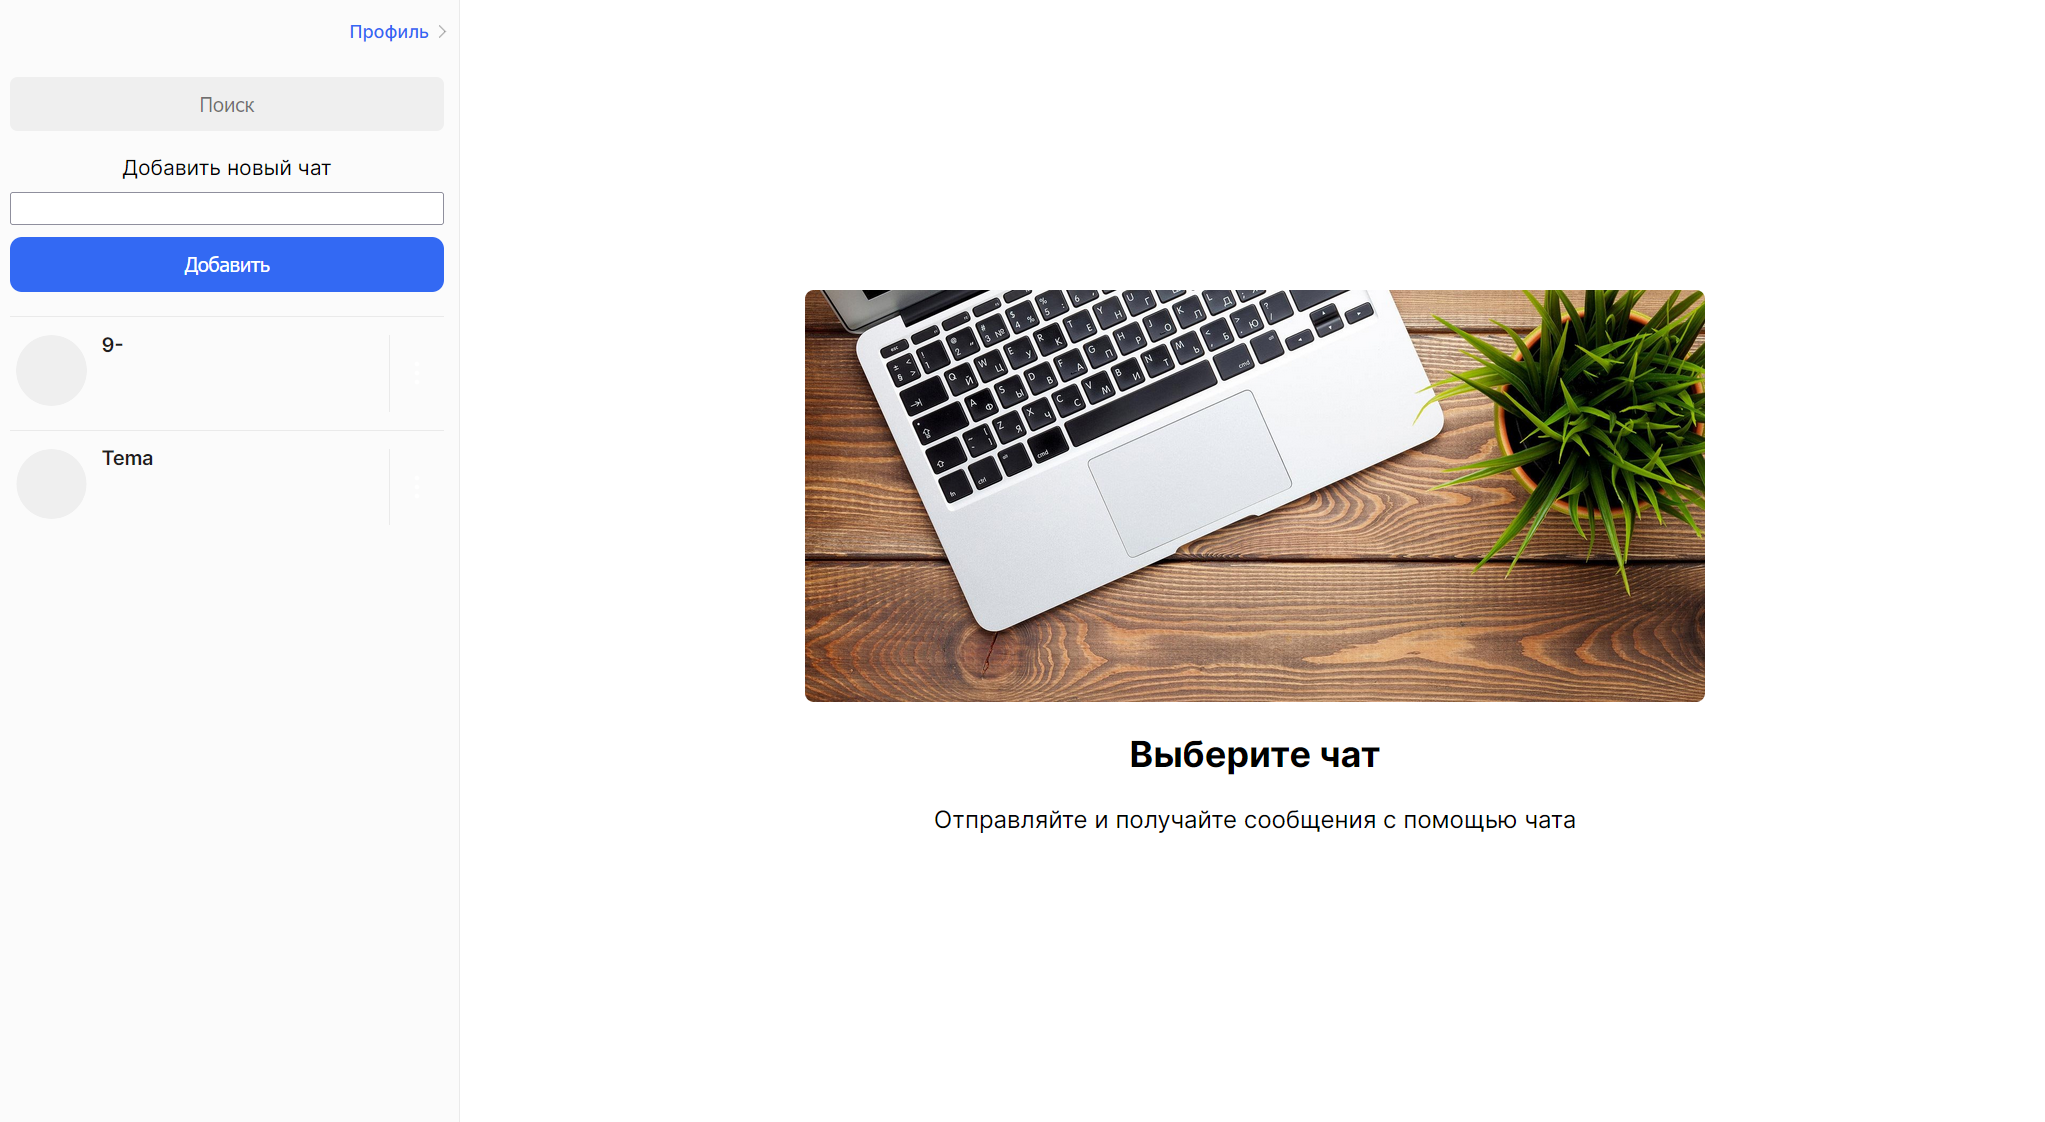 Профиль
Поиск
Добавить новый чат
Добавить
9-
Tema
Выберите чат
Отправляйте и получайте сообщения с помощью чата